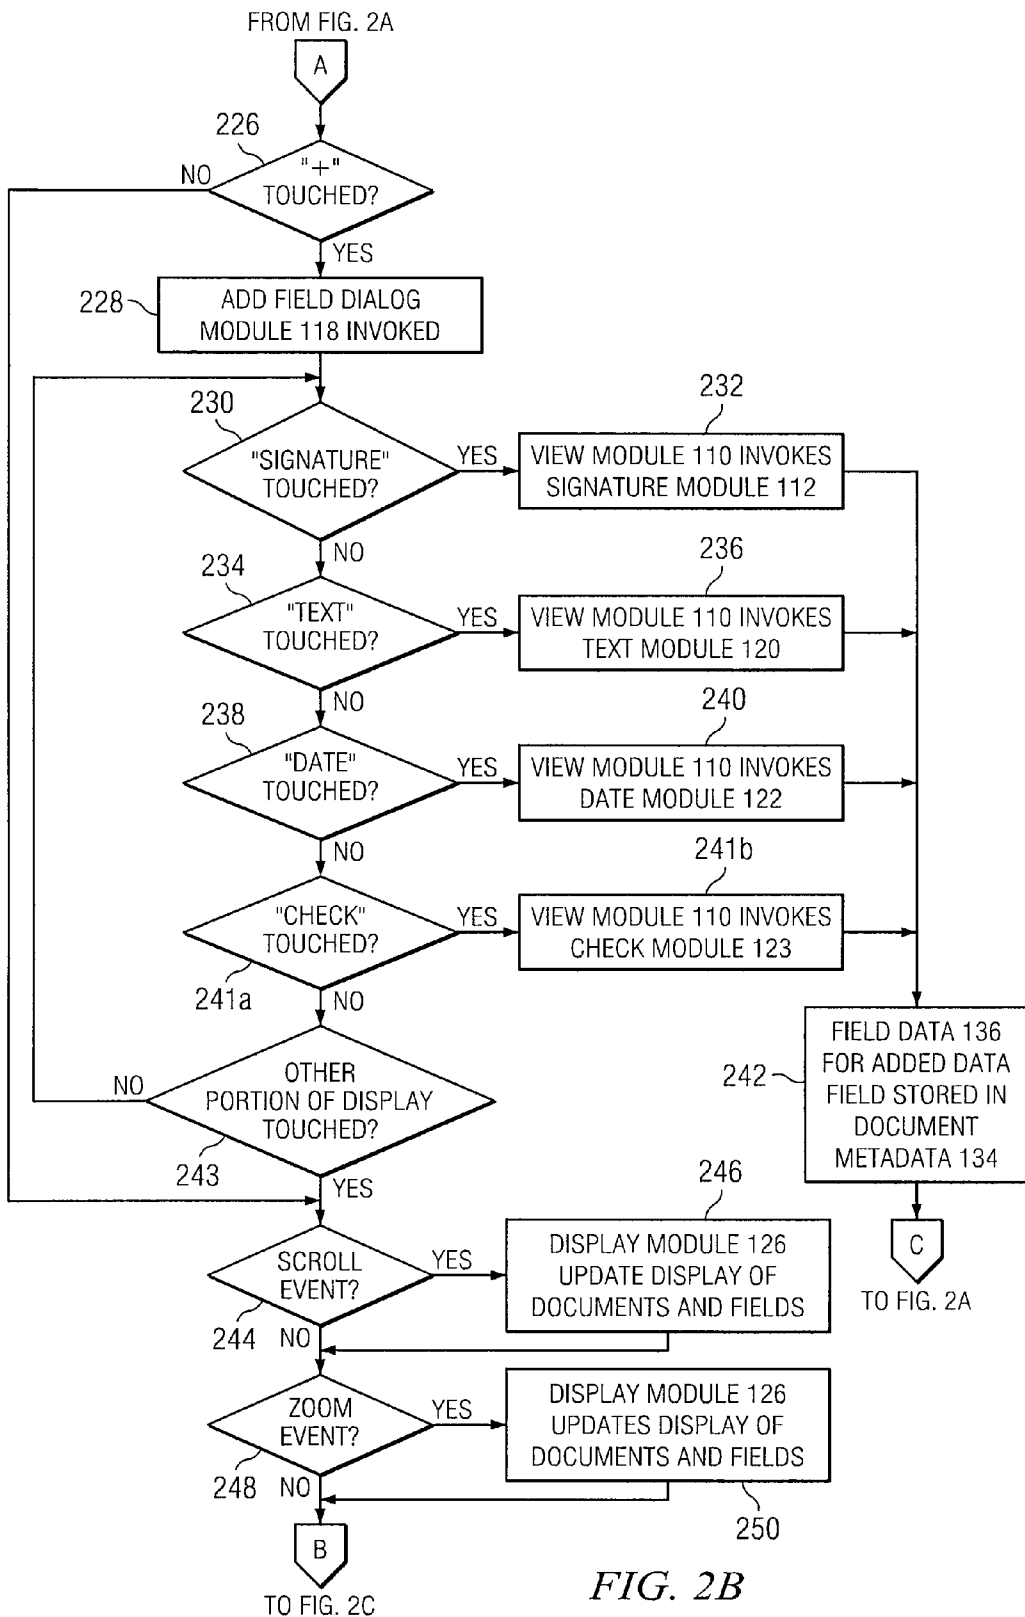 FROM FIG. 2A
A
226
"+"
TOUCHED?
NO
YES
228
ADD FIELD DIALOG
MODULE 118 INVOKED
230
"SIGNATURE"
TOUCHED?
YES
232
VIEW MODULE 110 INVOKES
SIGNATURE MODULE 112
NO
234
"TEXT"
TOUCHED?
YES
236
VIEW MODULE 110 INVOKES
TEXT MODULE 120
NO
238
"DATE"
TOUCHED?
YES
240
VIEW MODULE 110 INVOKES
DATE MODULE 122
NO
"CHECK"
TOUCHED?
241a
YES
241b
VIEW MODULE 110 INVOKES
CHECK MODULE 123
NO
OTHER
PORTION OF DISPLAY
TOUCHED?
243
NO
YES
242
FIELD DATA 136
FOR ADDED DATA
FIELD STORED IN
DOCUMENT
METADATA 134
C
TO FIG. 2A
SCROLL
EVENT?
244
YES
246
DISPLAY MODULE 126
UPDATE DISPLAY OF
DOCUMENTS AND FIELDS
NO
ZOOM
EVENT?
248
YES
DISPLAY MODULE 126
UPDATES DISPLAY OF
DOCUMENTS AND FIELDS
250
NO
B
TO FIG. 2C
FIG. 2B